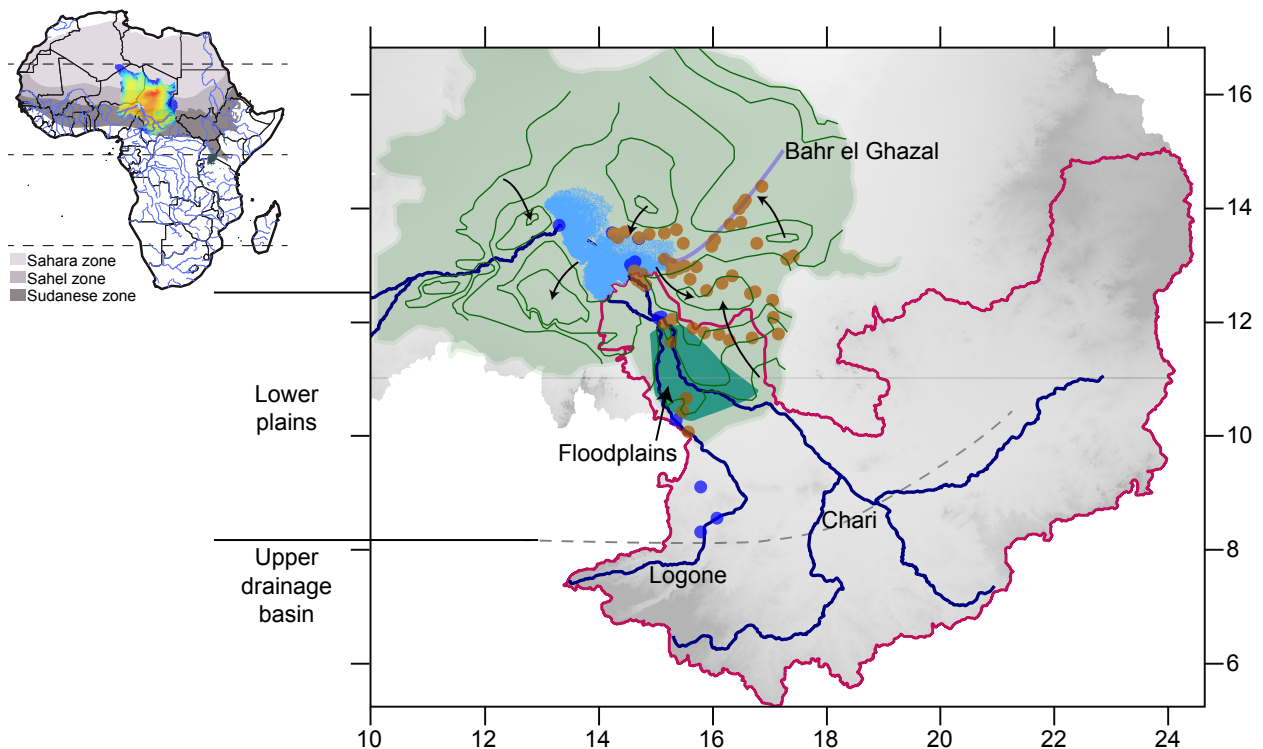 Sahara zone
Sahel zone
Sudanese zone
Bahr el Ghazal
Lower
plains
Floodplains
Chari
Upper
drainage
basin
Logone
16
14
12
10
8
6
10
12
14
16
18
20
22
24